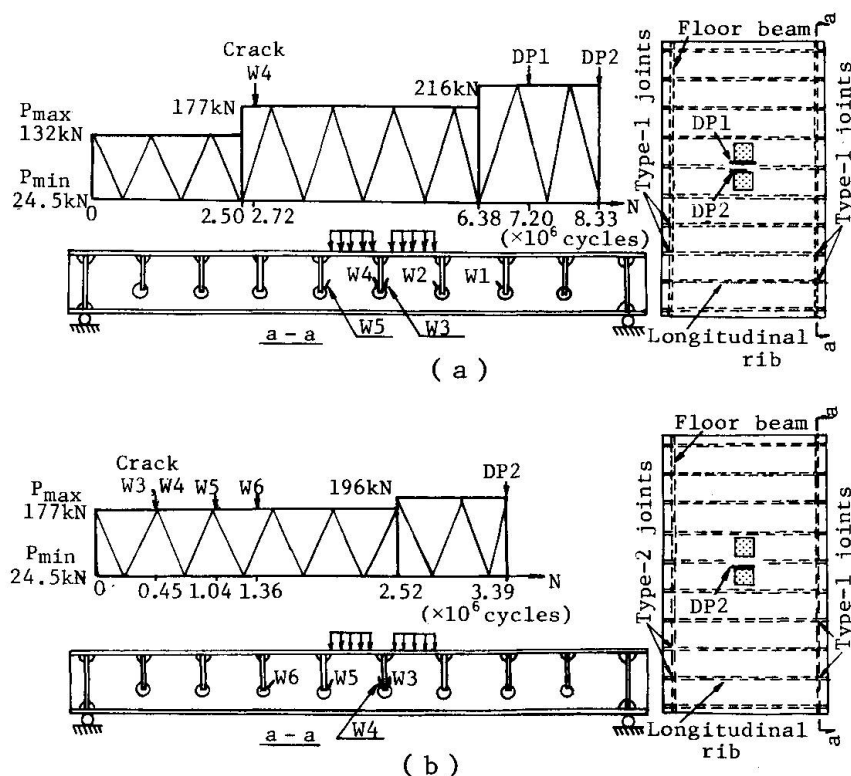 Crack
W4
DP1
DP2
216kN
177kN
Pmax
132kN
Pmin
24.5kN
0
2.50
2.72
6.38
7.20
8.33
N
(×10⁶ cycles)
W4
W2
W1
W5
W3
a-a
Floor beam
a
Type-1 joints
Type-1 joints
DP1
DP2
Longitudinal
rib
a
(a)
Crack
W3,W4
W5
W6
196kN
DP2
Pmax
177kN
Pmin
24.5kN
0
0.45
1.04
1.36
2.52
3.39
N
(×10⁶ cycles)
W6
W5
W3
W4
a-a
Floor beam
a
Type-2 joints
Type-1 joints
DP2
Longitudinal
rib
a
(b)